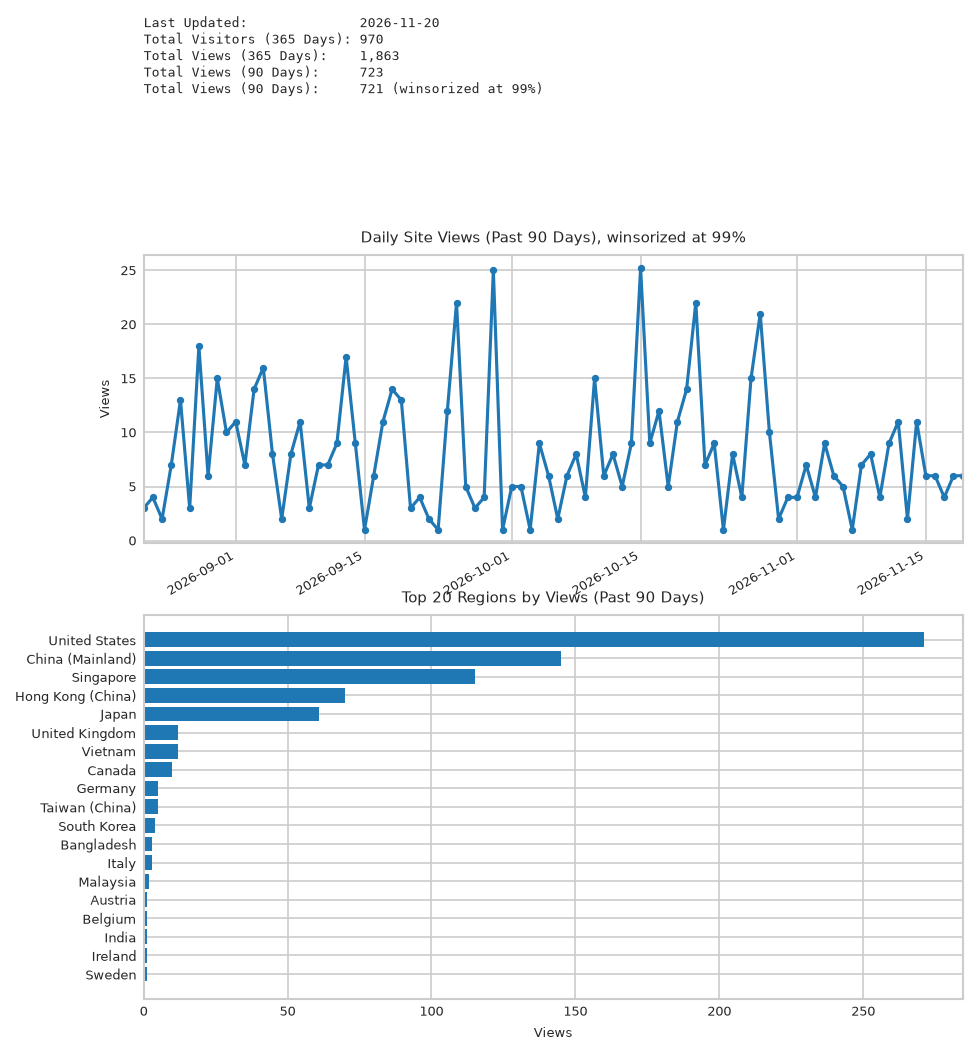 Last Updated: 2026-11-20
Total Visitors (365 Days): 970
Total Views (365 Days): 1,863
Total Views (90 Days): 723
Total Views (90 Days): 721 (winsorized at 99%)
Daily Site Views (Past 90 Days), winsorized at 99%
25
20
15
10
5
0
Views
2026-09-01
2026-09-15
2026-10-01
2026-10-15
2026-11-01
2026-11-15
Top 20 Regions by Views (Past 90 Days)
United States
China (Mainland)
Singapore
Hong Kong (China)
Japan
United Kingdom
Vietnam
Canada
Germany
Taiwan (China)
South Korea
Bangladesh
Italy
Malaysia
Austria
Belgium
India
Ireland
Sweden
0 50 100 150 200 250
Views